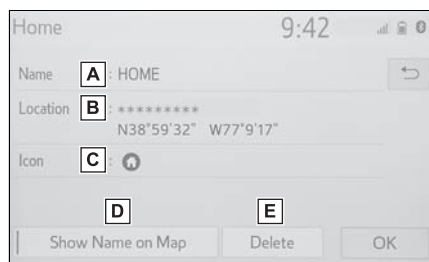 Home 9:42
Name A : HOME
Location B : *********
N38°59'32" W77°9'17"
Icon C :
D E
Show Name on Map Delete OK